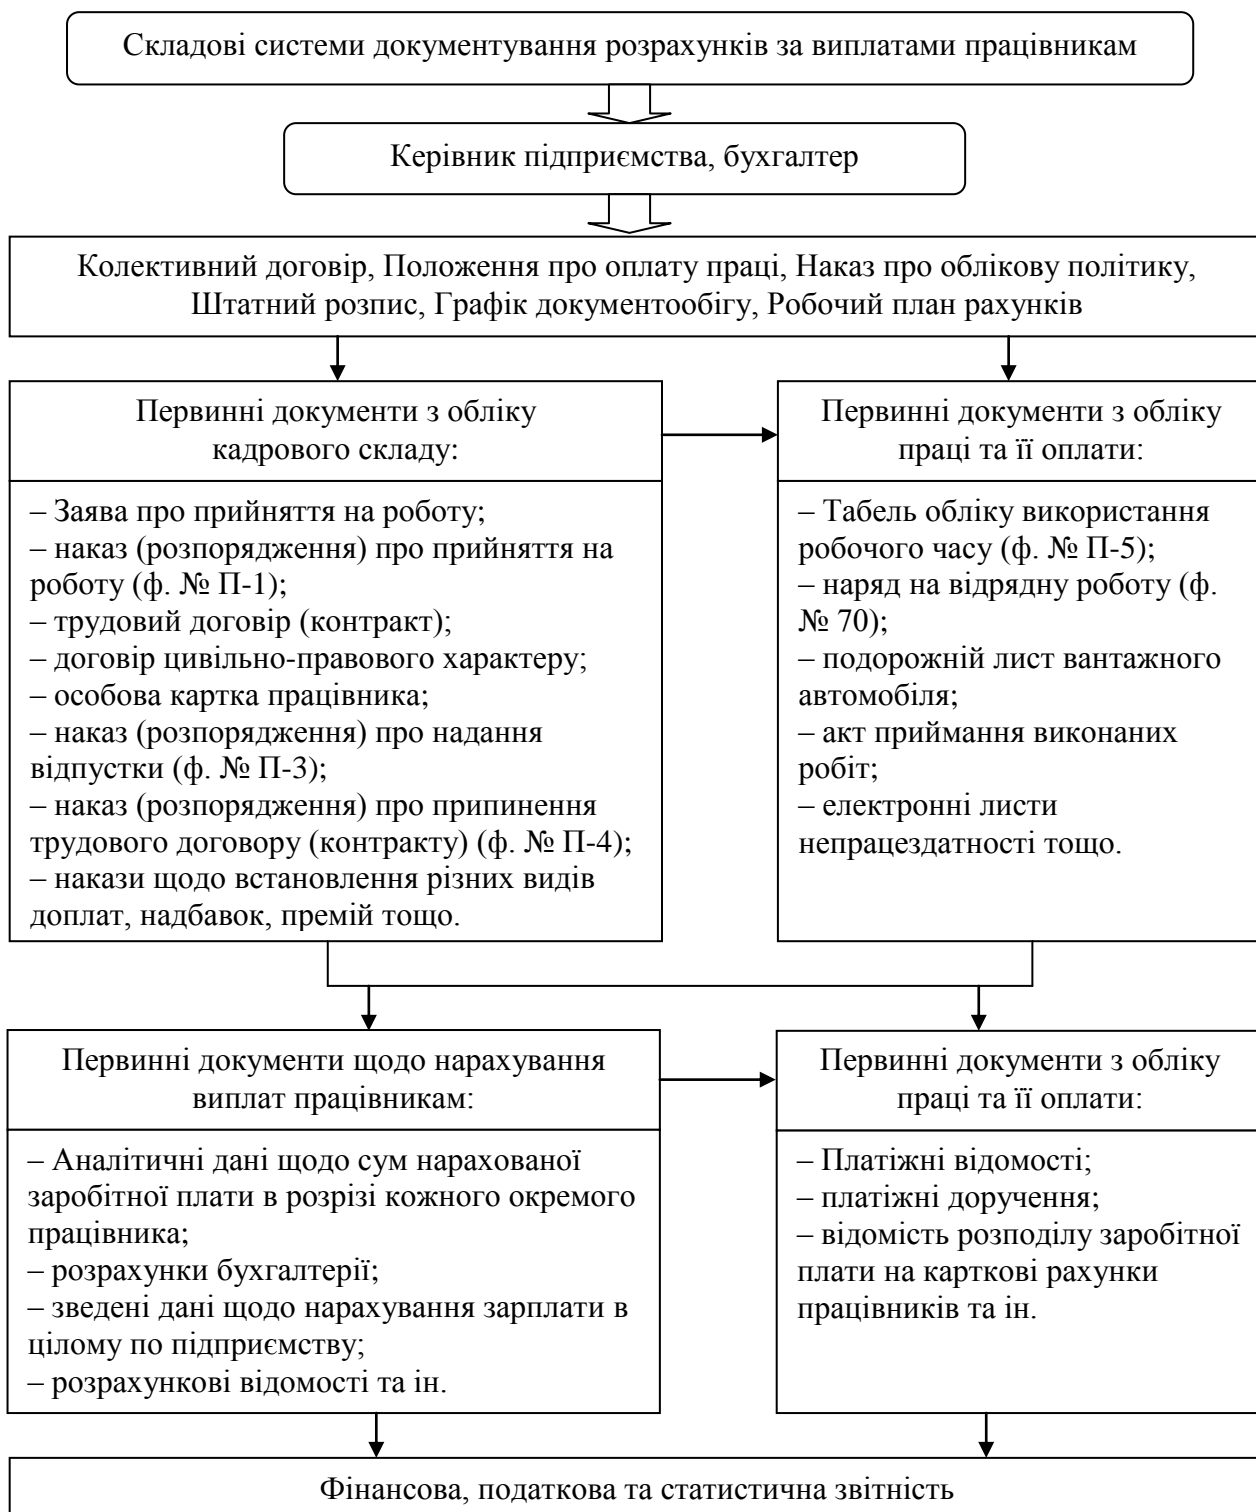 Складові системи документування розрахунків за виплатами працівникам
Керівник підприємства, бухгалтер
Колективний договір, Положення про оплату праці, Наказ про облікову політику,
Штатний розпис, Графік документообігу, Робочий план рахунків
Первинні документи з обліку
кадрового складу:
– Заява про прийняття на роботу;
– наказ (розпорядження) про прийняття на
роботу (ф. № П-1);
– трудовий договір (контракт);
– договір цивільно-правового характеру;
– особова картка працівника;
– наказ (розпорядження) про надання
відпустки (ф. № П-3);
– наказ (розпорядження) про припинення
трудового договору (контракту) (ф. № П-4);
– накази щодо встановлення різних видів
доплат, надбавок, премій тощо.
Первинні документи з обліку
праці та її оплати:
– Табель обліку використання
робочого часу (ф. № П-5);
– наряд на відрядну роботу (ф.
№ 70);
– подорожній лист вантажного
автомобіля;
– акт приймання виконаних
робіт;
– електронні листи
непрацездатності тощо.
Первинні документи щодо нарахування
виплат працівникам:
– Аналітичні дані щодо сум нарахованої
заробітної плати в розрізі кожного окремого
працівника;
– розрахунки бухгалтерії;
– зведені дані щодо нарахування зарплати в
цілому по підприємству;
– розрахункові відомості та ін.
Первинні документи з обліку
праці та її оплати:
– Платіжні відомості;
– платіжні доручення;
– відомість розподілу заробітної
плати на карткові рахунки
працівників та ін.
Фінансова, податкова та статистична звітність